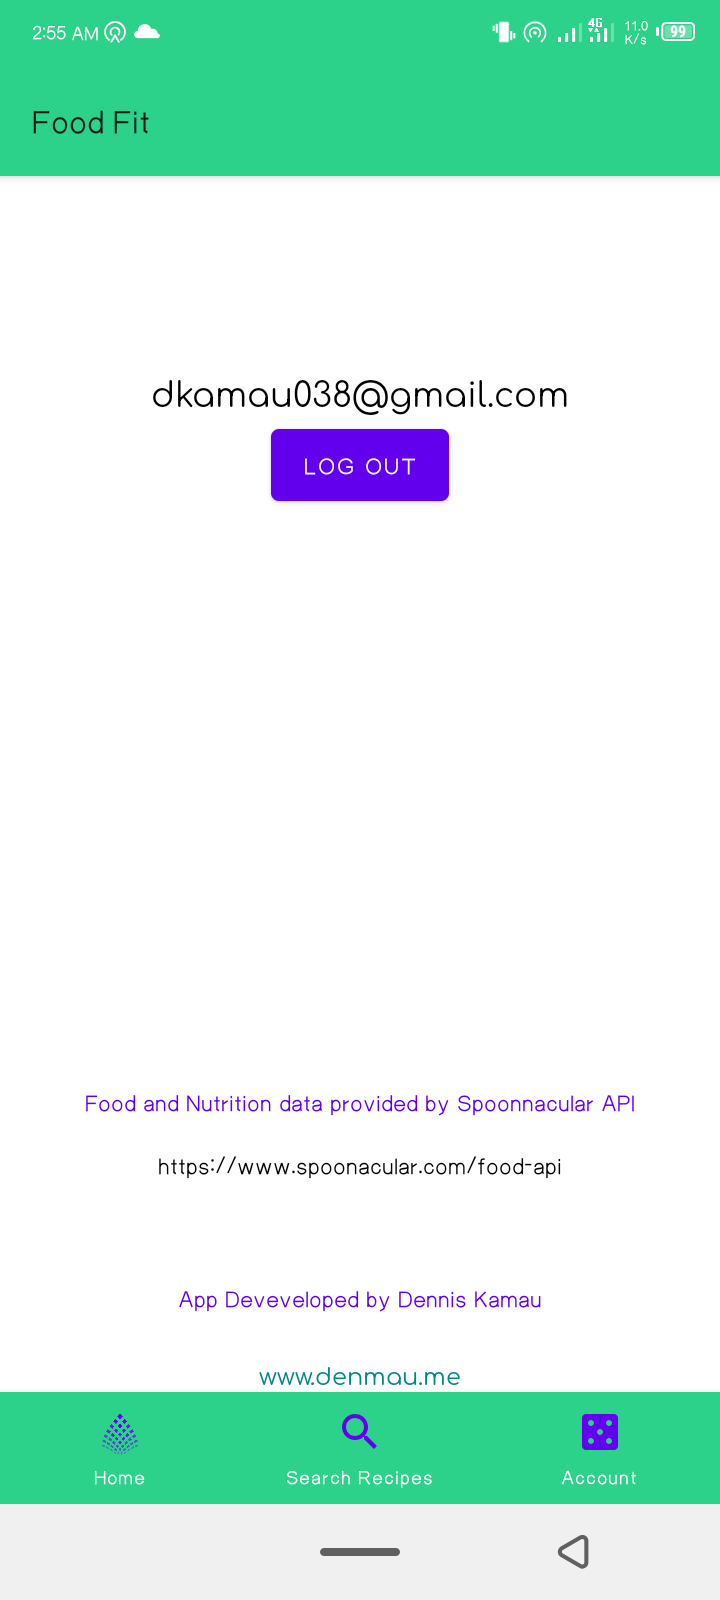 2:55 AM
4G
11.0
K/s
99
Food Fit
dkamau038@gmail.com
LOG OUT
Food and Nutrition data provided by Spoonnacular API
https://www.spoonacular.com/food-api
App Deveveloped by Dennis Kamau
www.denmau.me
Home
Search Recipes
Account